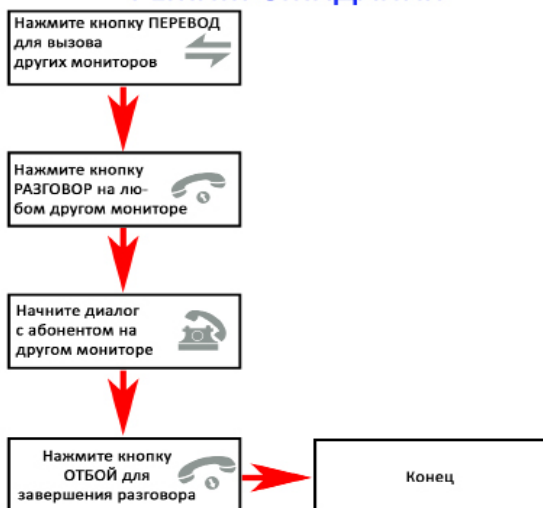 Нажмите кнопку ПЕРЕВОД
для вызова
других мониторов
Нажмите кнопку
РАЗГОВОР на лю-
бом другом мониторе
Начните диалог
с абонентом на
другом мониторе
Нажмите кнопку
ОТБОЙ для
завершения разговора
Конец